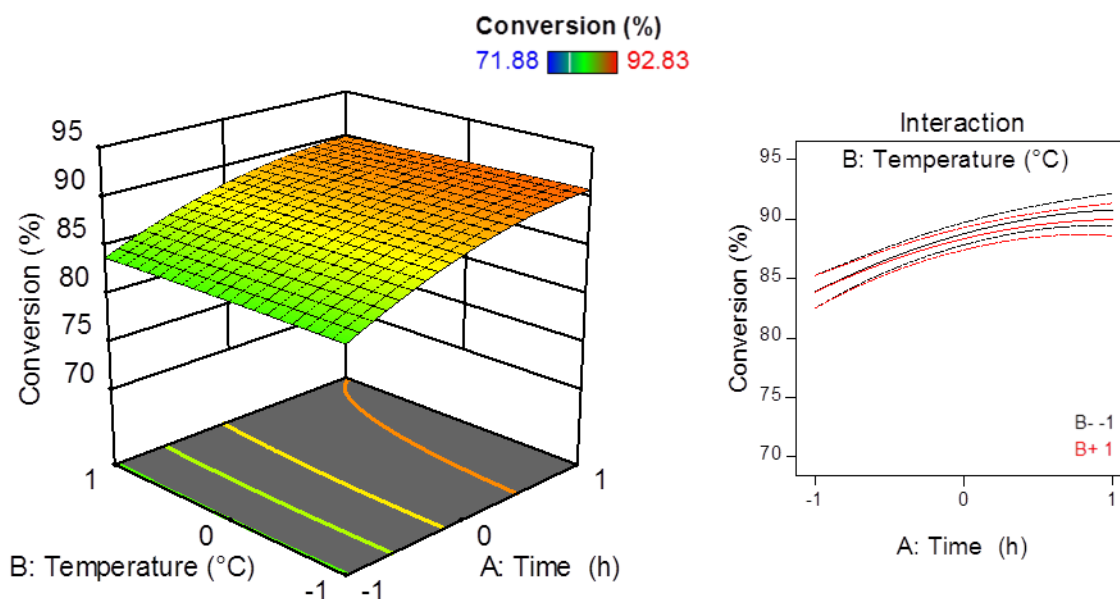 Conversion (%)
71.88 92.83
95
90
85
80
75
70
Conversion (%)
1
0
-1
B: Temperature (°C)
-1
0
1
A: Time (h)
Interaction
B: Temperature (°C)
95
90
85
80
75
70
Conversion (%)
B- -1
B+ 1
-1 0 1
A: Time (h)